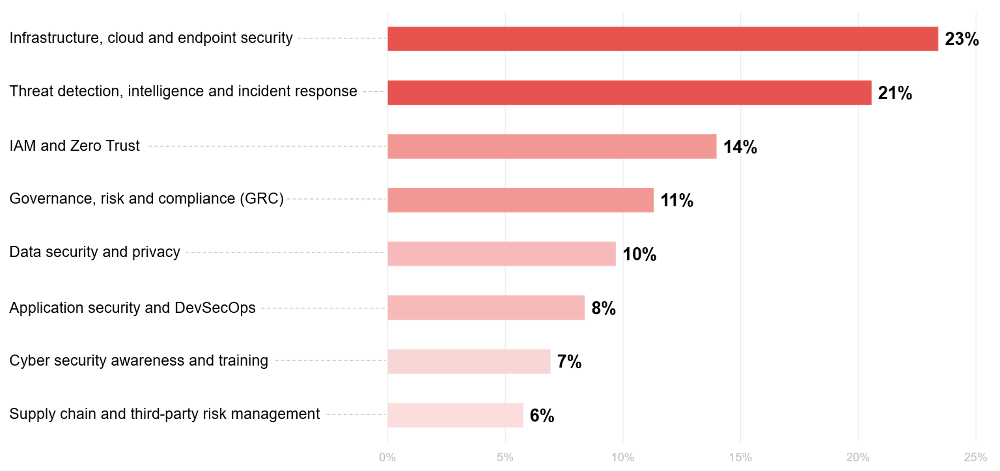 Infrastructure, cloud and endpoint security 23%
Threat detection, intelligence and incident response 21%
IAM and Zero Trust 14%
Governance, risk and compliance (GRC) 11%
Data security and privacy 10%
Application security and DevSecOps 8%
Cyber security awareness and training 7%
Supply chain and third-party risk management 6%
0% 5% 10% 15% 20% 25%